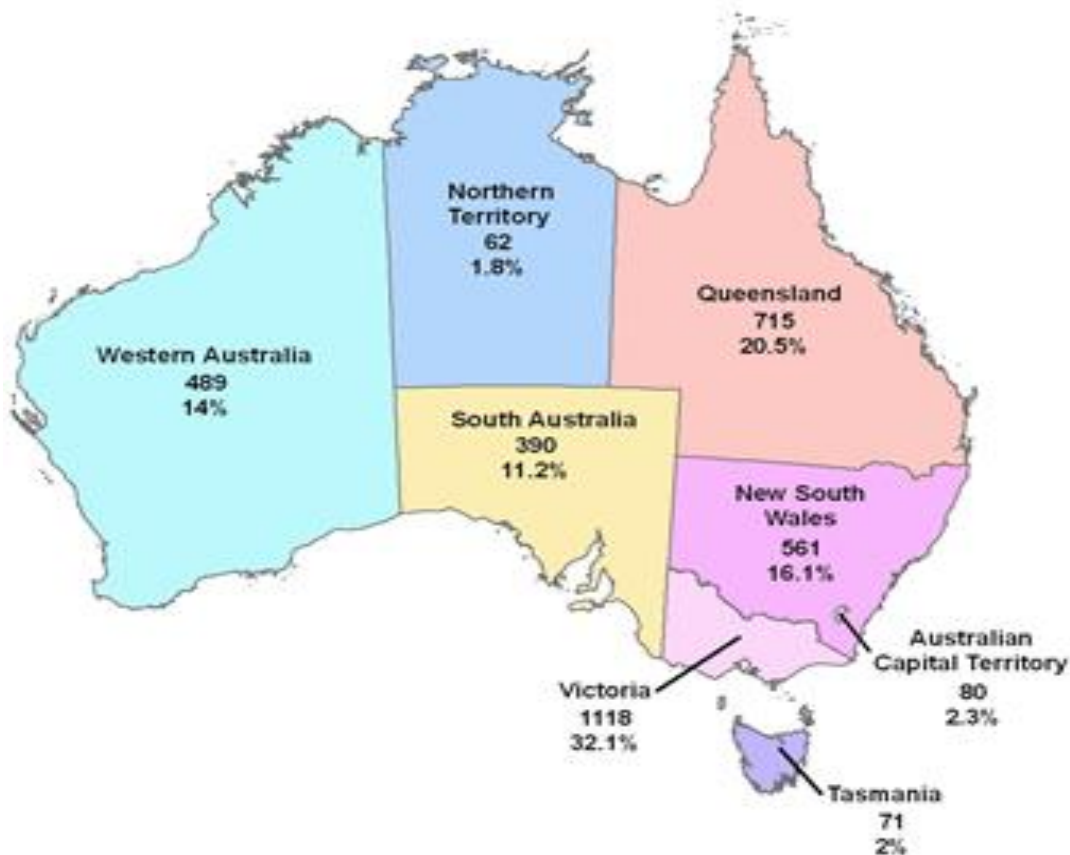 Northern
Territory
62
1.8%
Queensland
715
20.5%
Western Australia
489
14%
South Australia
390
11.2%
New South
Wales
561
16.1%
Australian
Capital Territory
80
2.3%
Victoria
1118
32.1%
Tasmania
71
2%